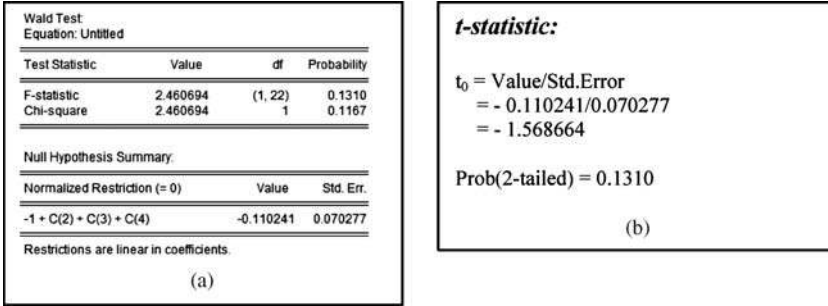 Wald Test:
Equation: Untitled
Test Statistic Value df Probability
F-statistic 2.460694 (1, 22) 0.1310
Chi-square 2.460694 1 0.1167
Null Hypothesis Summary:
Normalized Restriction (= 0) Value Std. Err.
-1 + C(2) + C(3) + C(4) -0.110241 0.070277
Restrictions are linear in coefficients.
(a)
t-statistic:
t₀ = Value/Std.Error
= - 0.110241/0.070277
= - 1.568664
Prob(2-tailed) = 0.1310
(b)